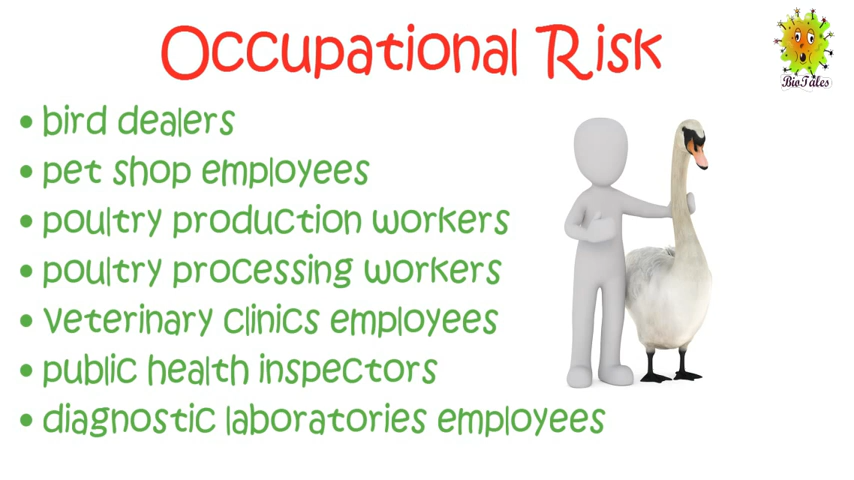 Occupational Risk
BioTales
• bird dealers
• pet shop employees
• poultry production workers
• poultry processing workers
• veterinary clinics employees
• public health inspectors
• diagnostic laboratories employees